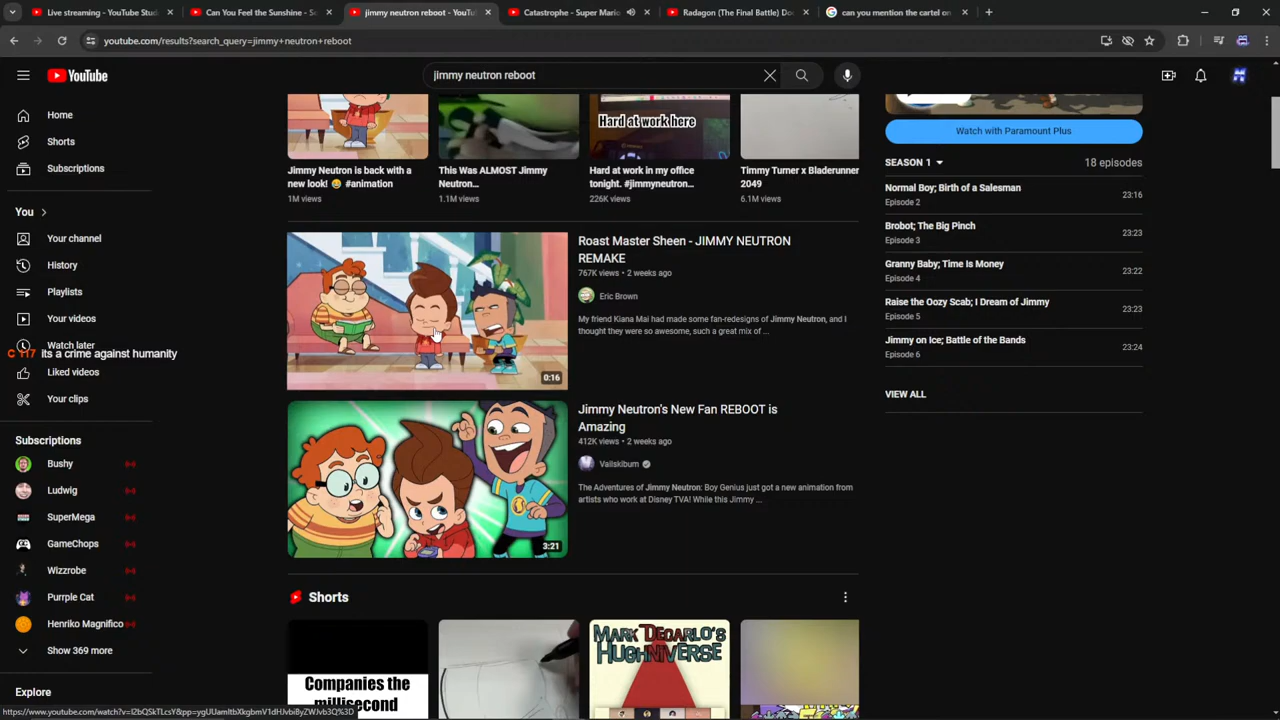 Live streaming - YouTube Stud
Can You Feel the Sunshine - So
jimmy neutron reboot - YouTu
Catastrophe - Super Mario
Radagon (The Final Battle) Do
can you mention the cartel on
youtube.com/results?search_query=jimmy+neutron+reboot
YouTube
jimmy neutron reboot
Home
Shorts
Subscriptions
You
Your channel
History
Playlists
Your videos
Watch later
C 117 its a crime against humanity
Liked videos
Your clips
Subscriptions
Bushy
Ludwig
SuperMega
GameChops
Wizzrobe
Purrple Cat
Henriko Magnifico
Show 369 more
Explore
Hard at work here
Jimmy Neutron is back with a
new look! 😂 #animation
1M views
This Was ALMOST Jimmy
Neutron...
1.1M views
Hard at work in my office
tonight. #jimmyneutron...
226K views
Timmy Turner x Bladerunner
2049
6.1M views
Roast Master Sheen - JIMMY NEUTRON
REMAKE
767K views • 2 weeks ago
Eric Brown
My friend Kiana Mai had made some fan-redesigns of Jimmy Neutron, and I
thought they were so awesome, such a great mix of ...
0:16
Jimmy Neutron's New Fan REBOOT is
Amazing
412K views • 2 weeks ago
Vailskibum
The Adventures of Jimmy Neutron: Boy Genius just got a new animation from
artists who work at Disney TVA! While this Jimmy ...
3:21
Shorts
Companies the
millisecond
MARK DECARLO'S
HUGHNIVERSE
Watch with Paramount Plus
SEASON 1
18 episodes
Normal Boy; Birth of a Salesman
Episode 2
23:16
Brobot; The Big Pinch
Episode 3
23:23
Granny Baby; Time Is Money
Episode 4
23:22
Raise the Oozy Scab; I Dream of Jimmy
Episode 5
23:23
Jimmy on Ice; Battle of the Bands
Episode 6
23:24
VIEW ALL